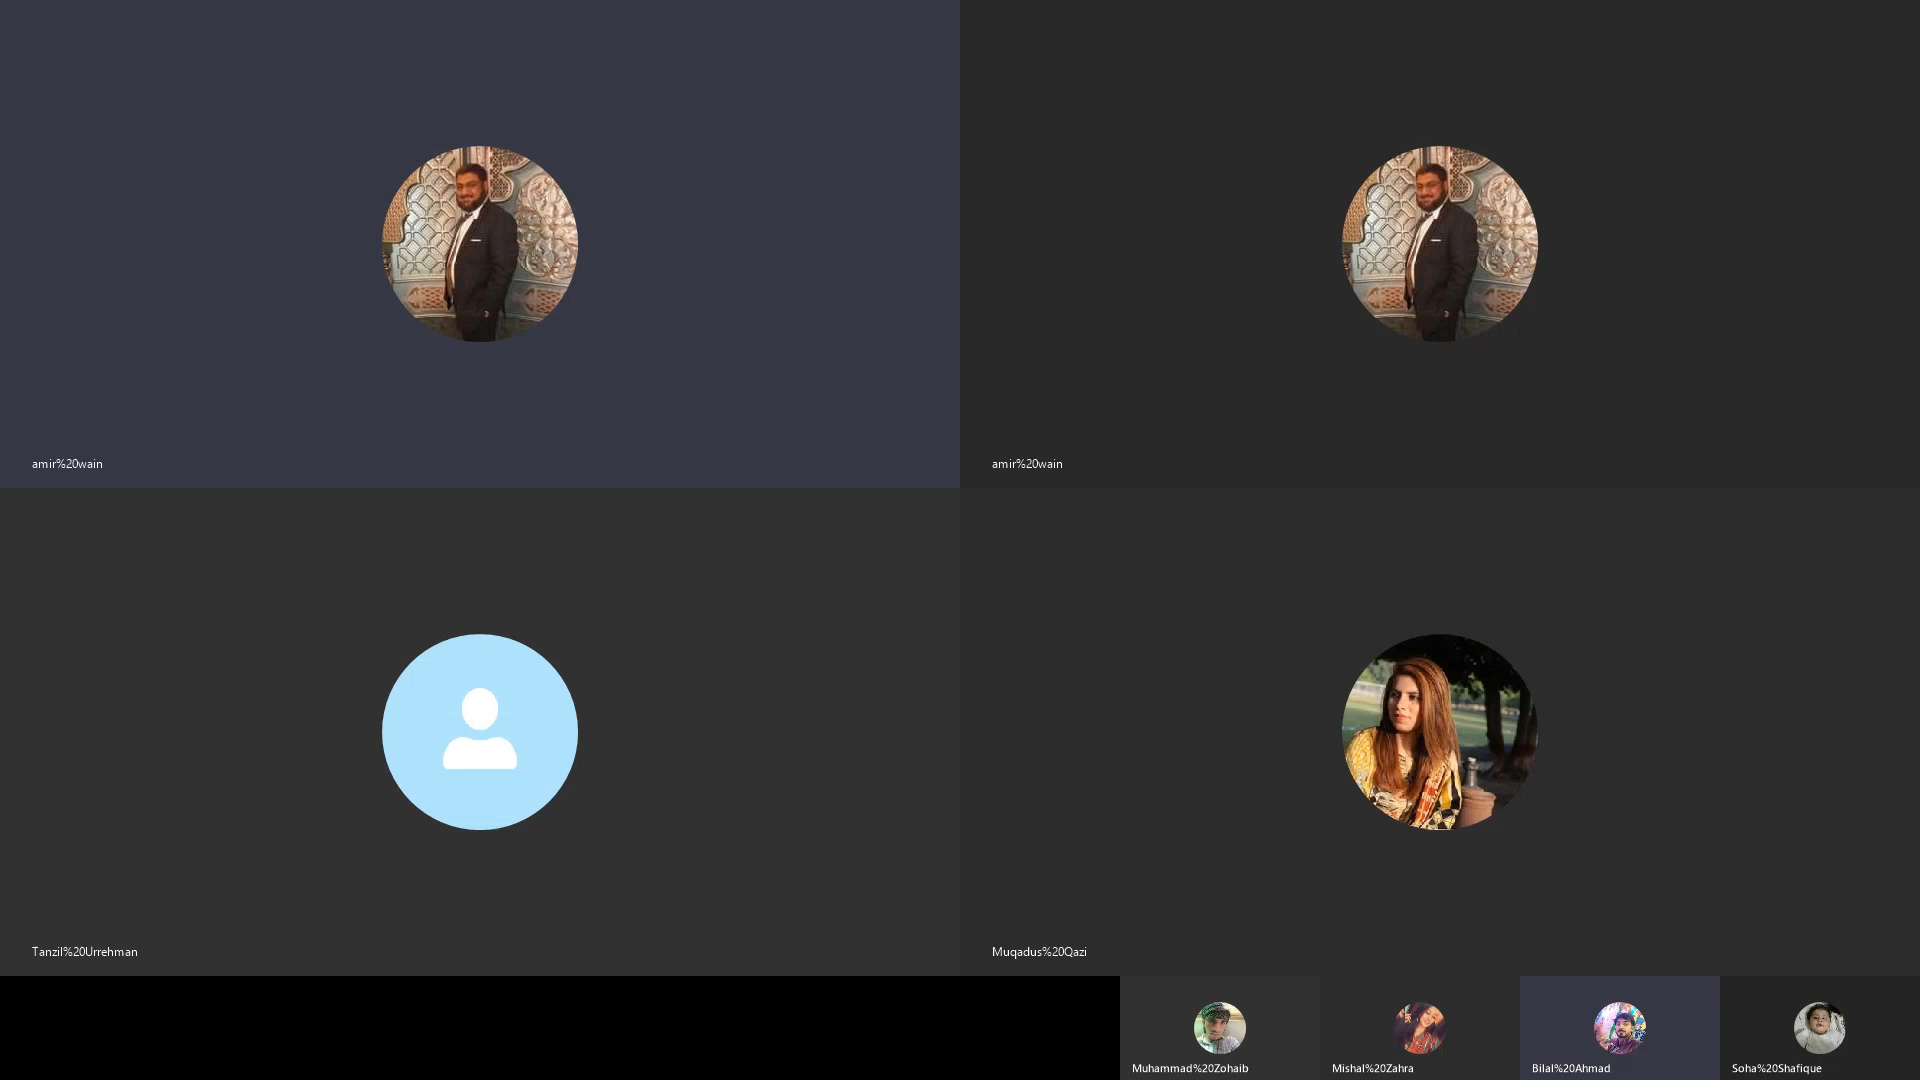 amir%20wain
amir%20wain
Tanzil%20Urrehman
Muqadus%20Qazi
Muhammad%20Zohaib
Mishal%20Zahra
Bilal%20Ahmad
Soha%20Shafique